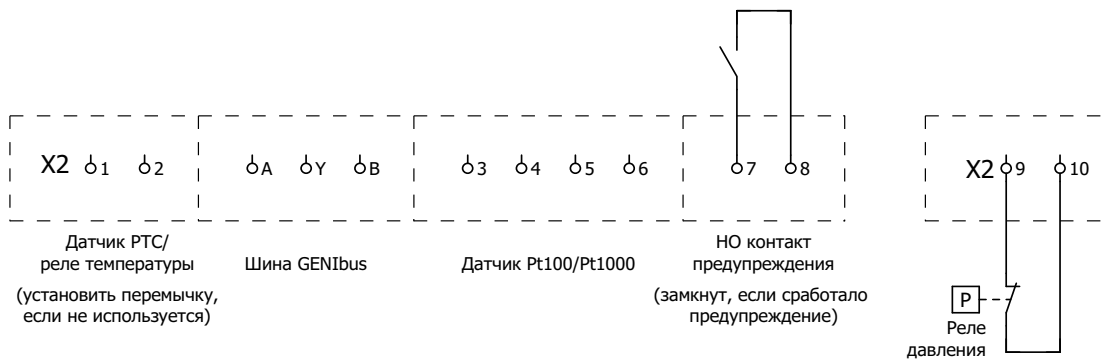 X2 1 2 A Y B 3 4 5 6 7 8 X2 9 10
Датчик PTC/
реле температуры
(установить перемычку,
если не используется)
Шина GENIbus
Датчик Pt100/Pt1000
НО контакт
предупреждения
(замкнут, если сработало
предупреждение)
P
Реле
давления